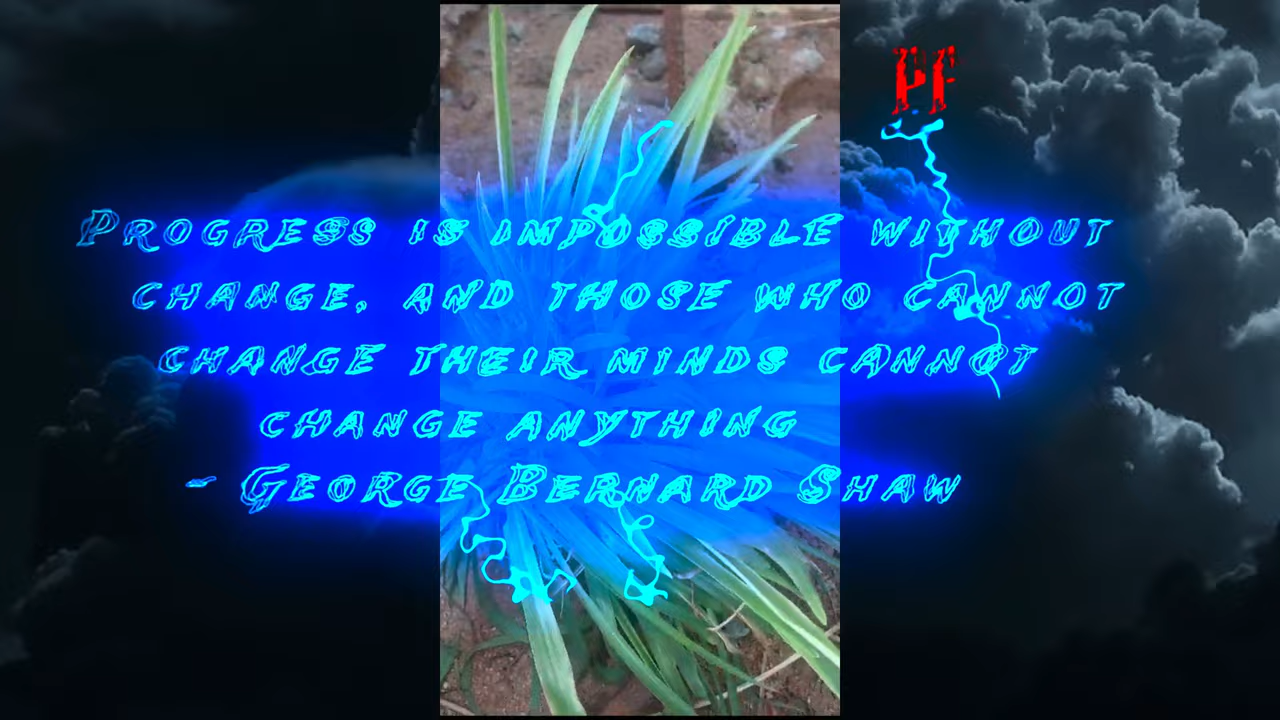 PF
Progress is impossible without
change, and those who cannot
change their minds cannot
change anything
- George Bernard Shaw